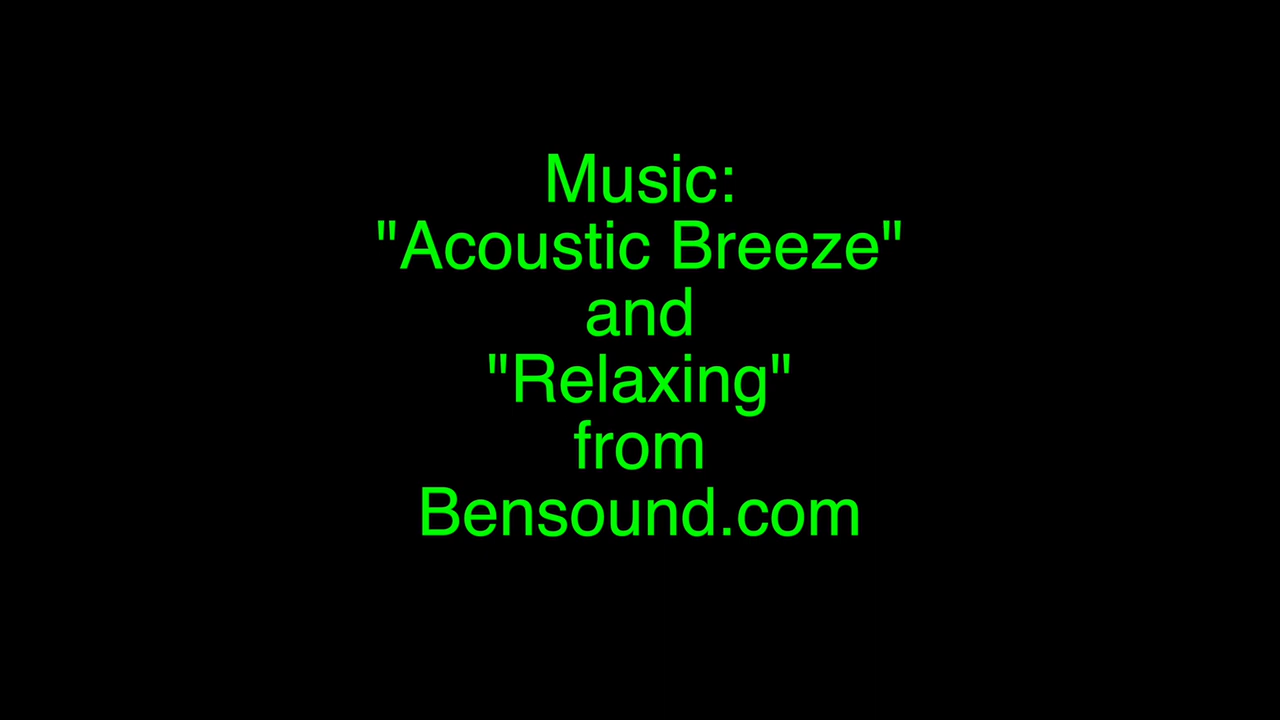 Music:
"Acoustic Breeze"
and
"Relaxing"
from
Bensound.com